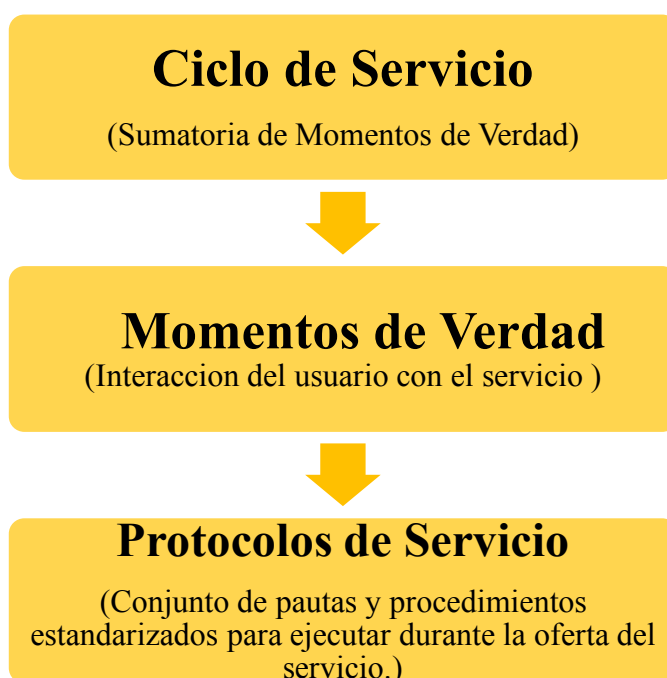 Ciclo de Servicio
(Sumatoria de Momentos de Verdad)
Momentos de Verdad
(Interaccion del usuario con el servicio )
Protocolos de Servicio
(Conjunto de pautas y procedimientos
estandarizados para ejecutar durante la oferta del
servicio.)